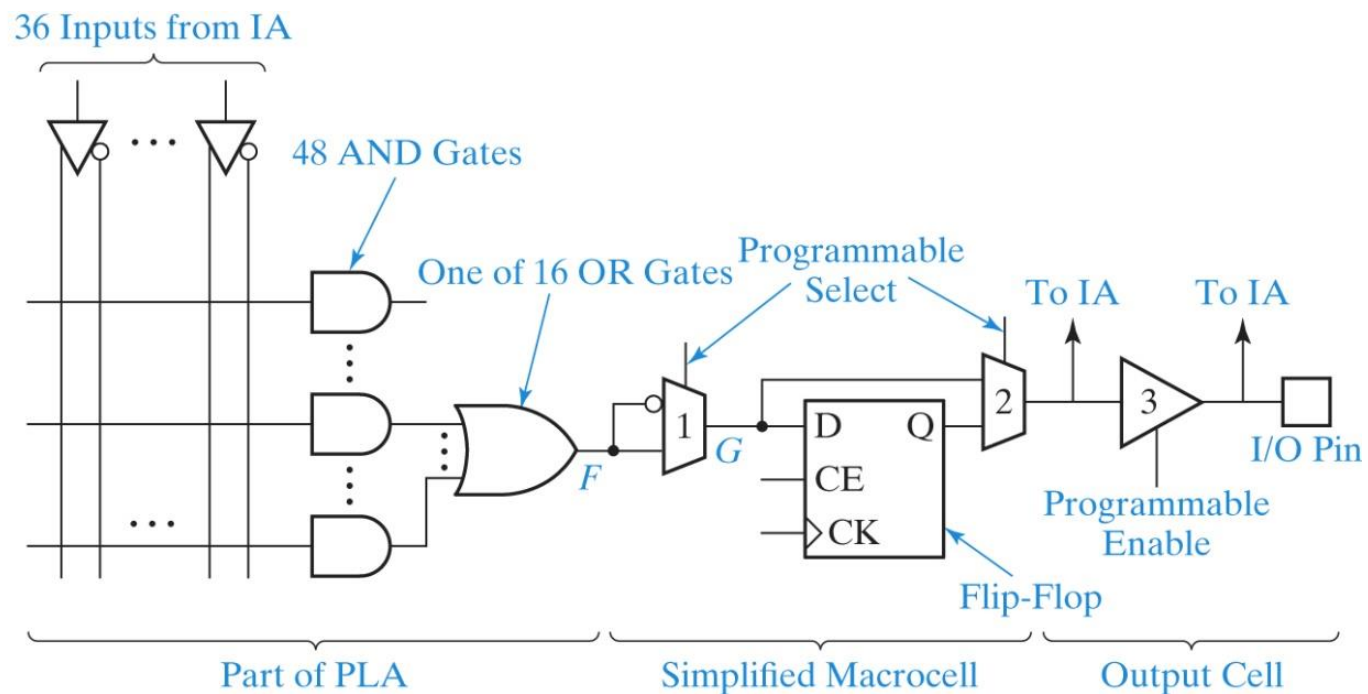 36 Inputs from IA
48 AND Gates
One of 16 OR Gates
Programmable
Select
To IA
To IA
1
2
3
F
G
D
Q
CE
CK
I/O Pin
Programmable
Enable
Flip-Flop
Part of PLA
Simplified Macrocell
Output Cell